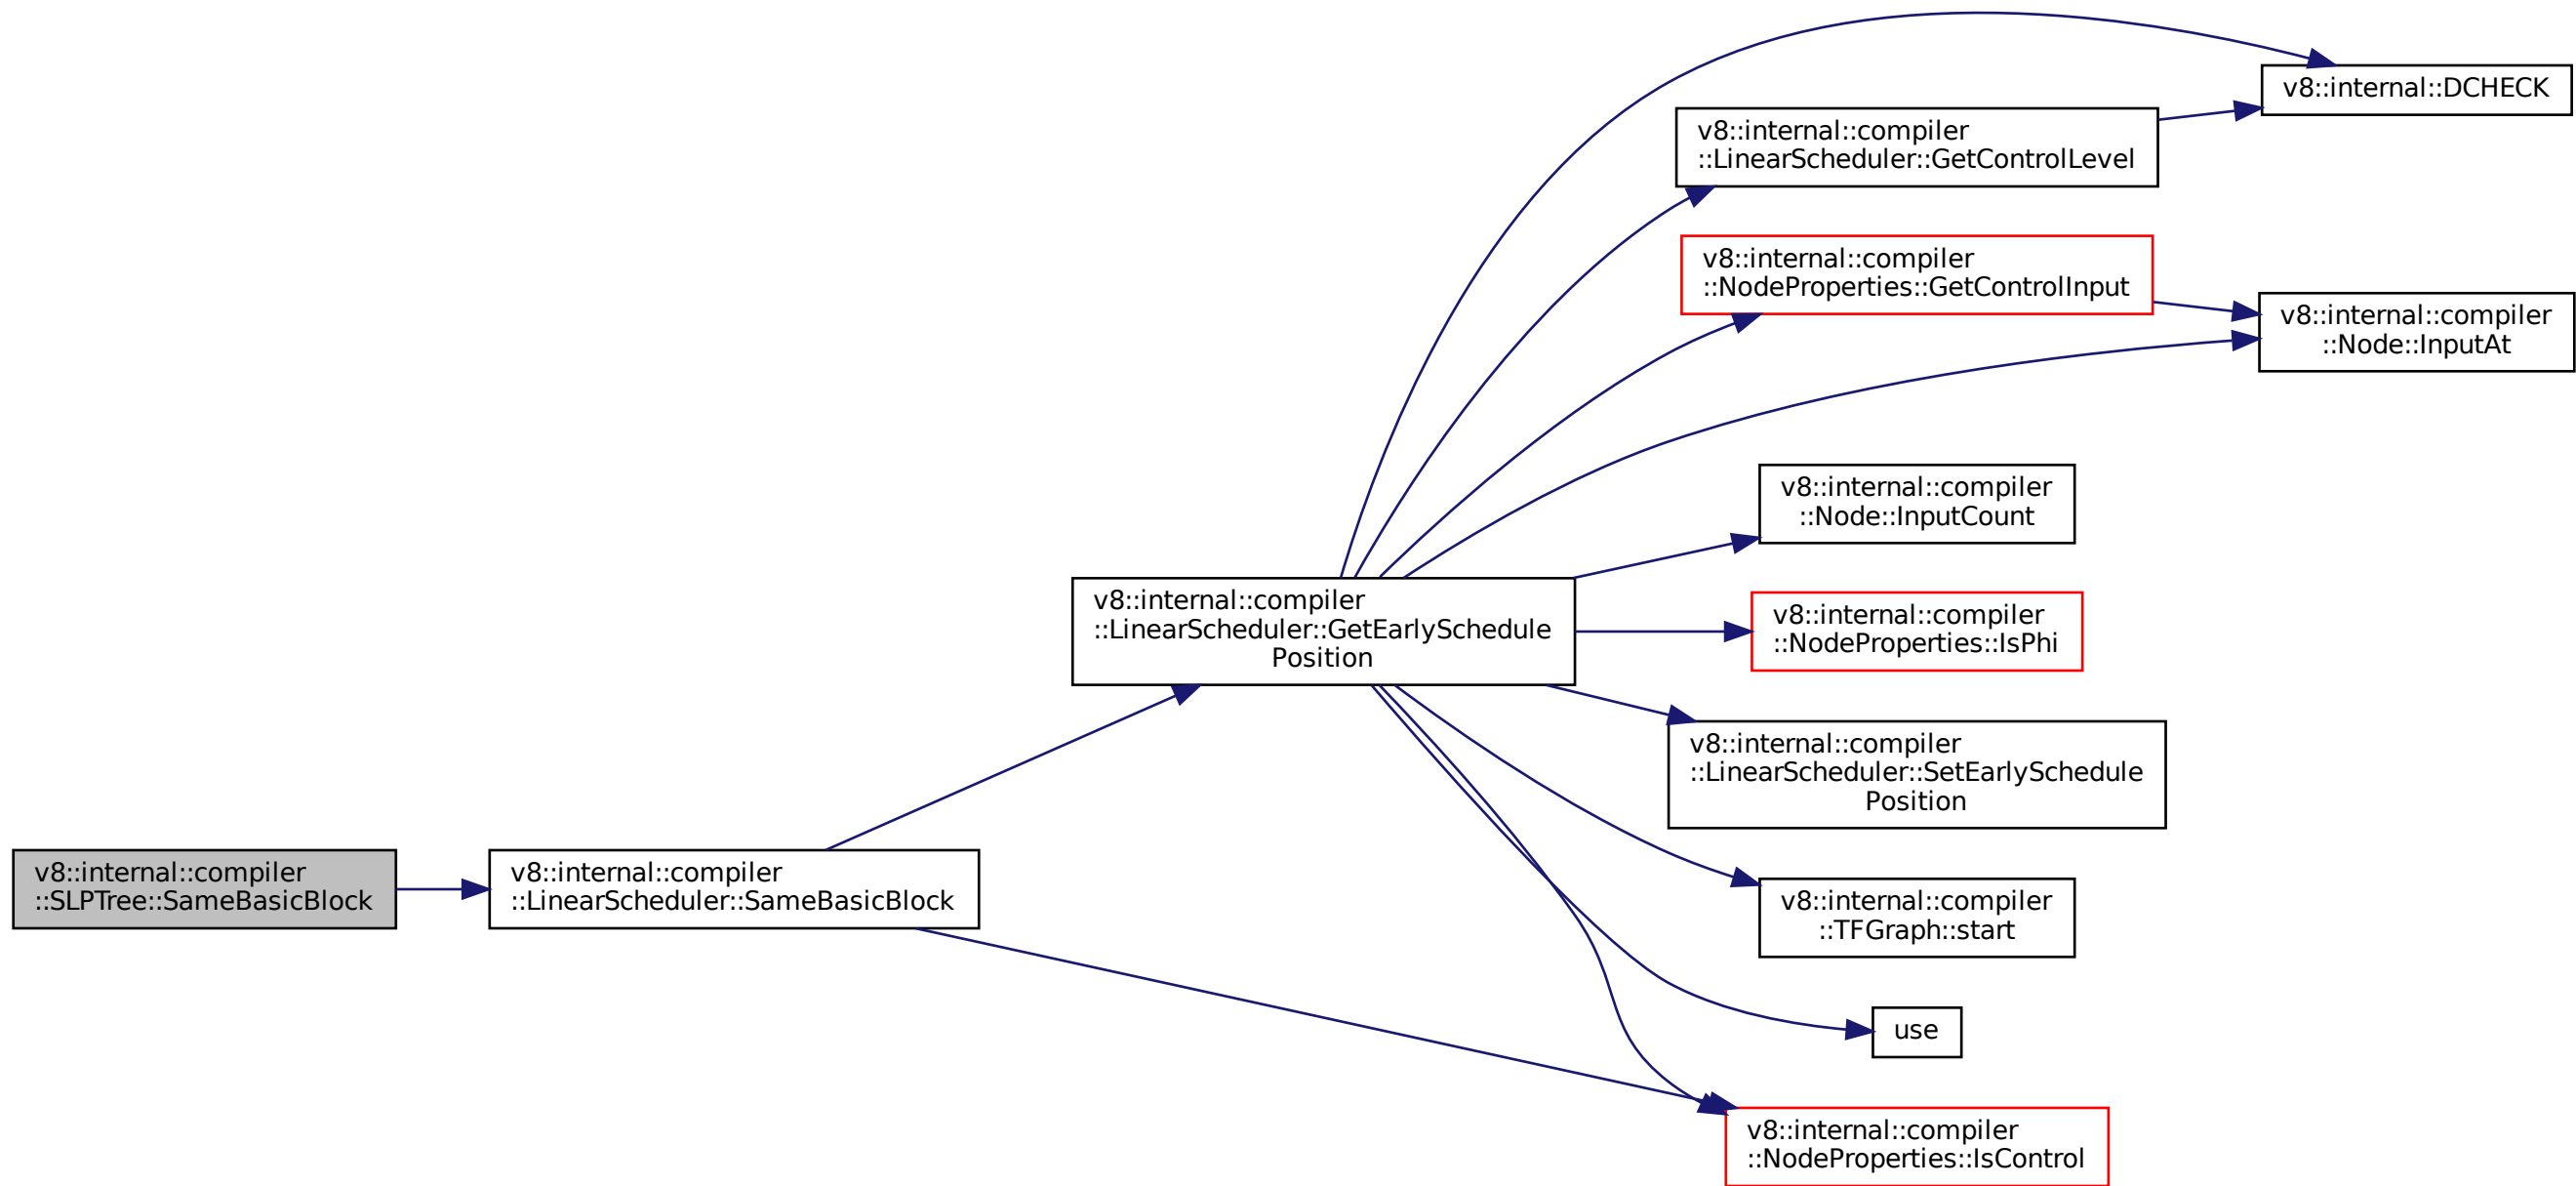 v8::internal::compiler
::SLPTree::SameBasicBlock
v8::internal::compiler
::LinearScheduler::SameBasicBlock
v8::internal::compiler
::LinearScheduler::GetEarlySchedule
Position
v8::internal::DCHECK
v8::internal::compiler
::LinearScheduler::GetControlLevel
v8::internal::compiler
::NodeProperties::GetControlInput
v8::internal::compiler
::Node::InputAt
v8::internal::compiler
::Node::InputCount
v8::internal::compiler
::NodeProperties::IsPhi
v8::internal::compiler
::LinearScheduler::SetEarlySchedule
Position
v8::internal::compiler
::TFGraph::start
use
v8::internal::compiler
::NodeProperties::IsControl